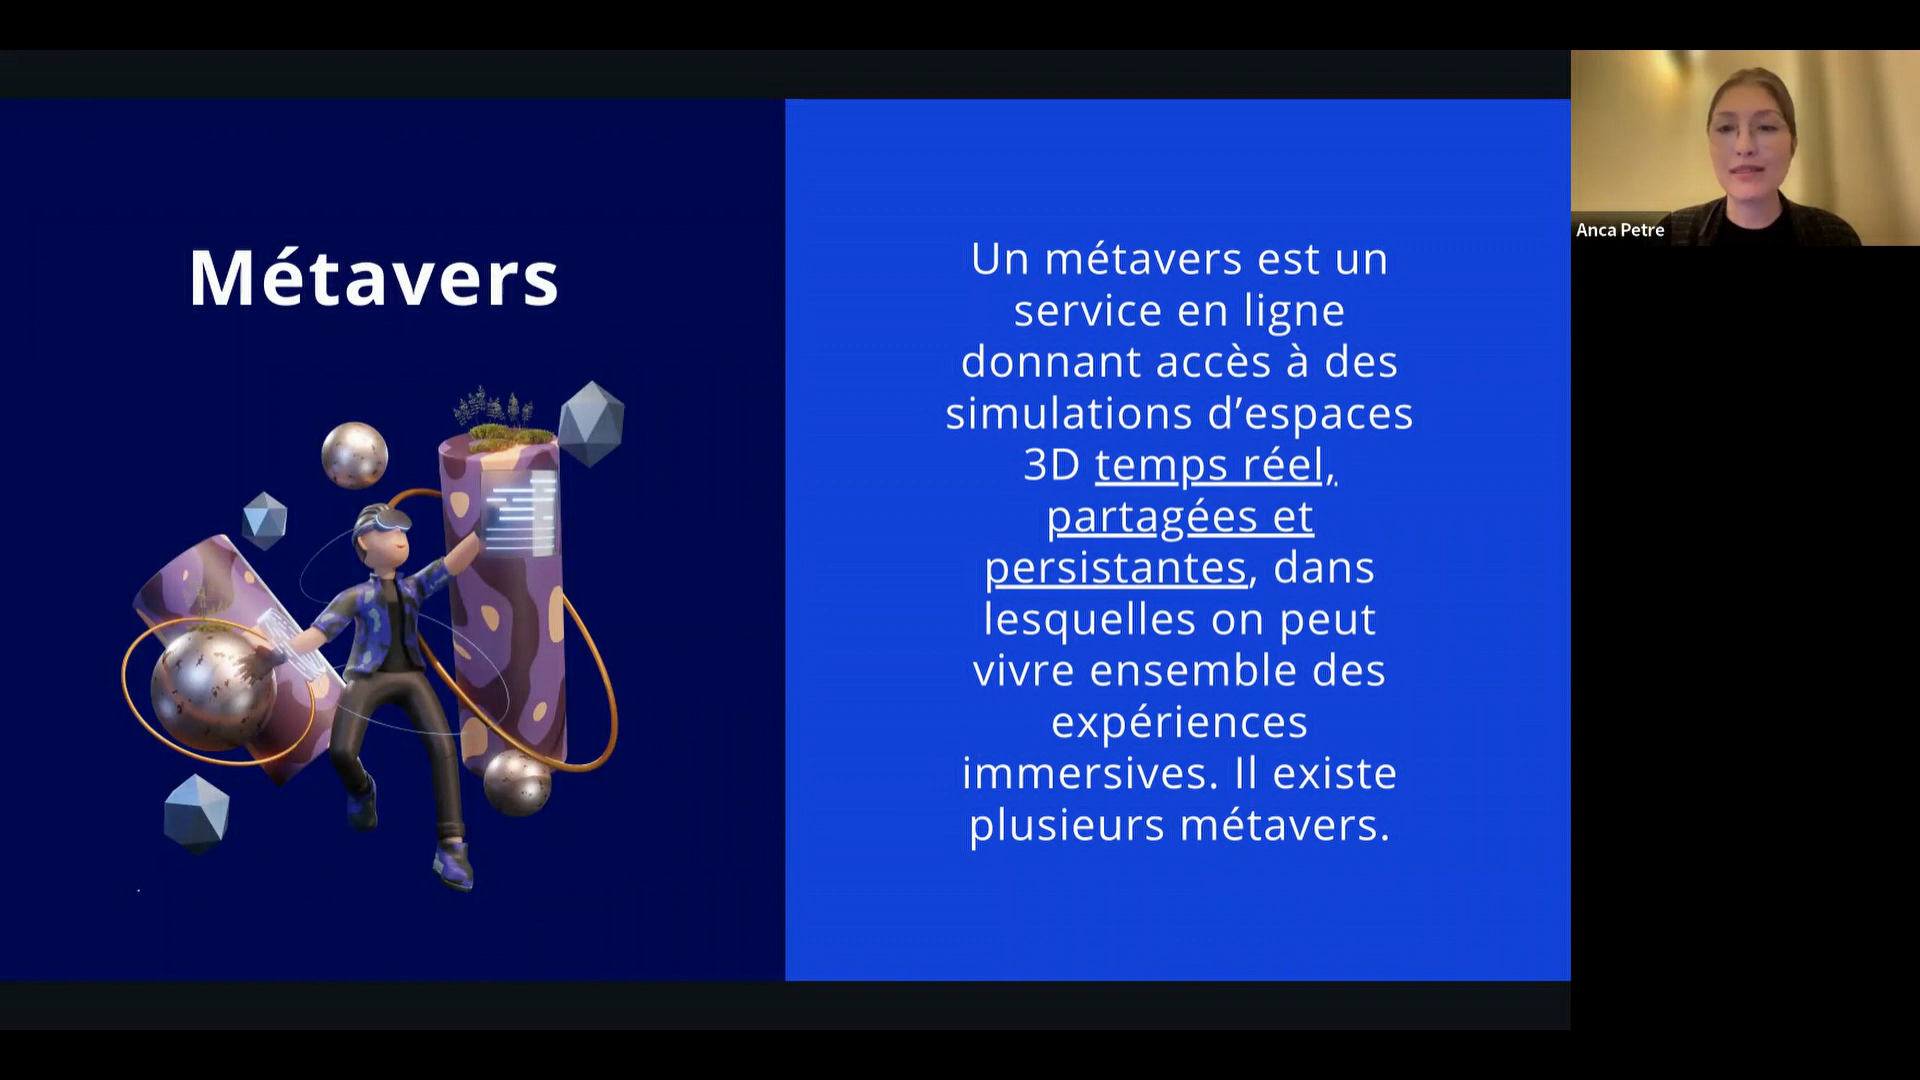 Métavers
Un métavers est un
service en ligne
donnant accès à des
simulations d’espaces
3D temps réel,
partagées et
persistantes, dans
lesquelles on peut
vivre ensemble des
expériences
immersives. Il existe
plusieurs métavers.
Anca Petre